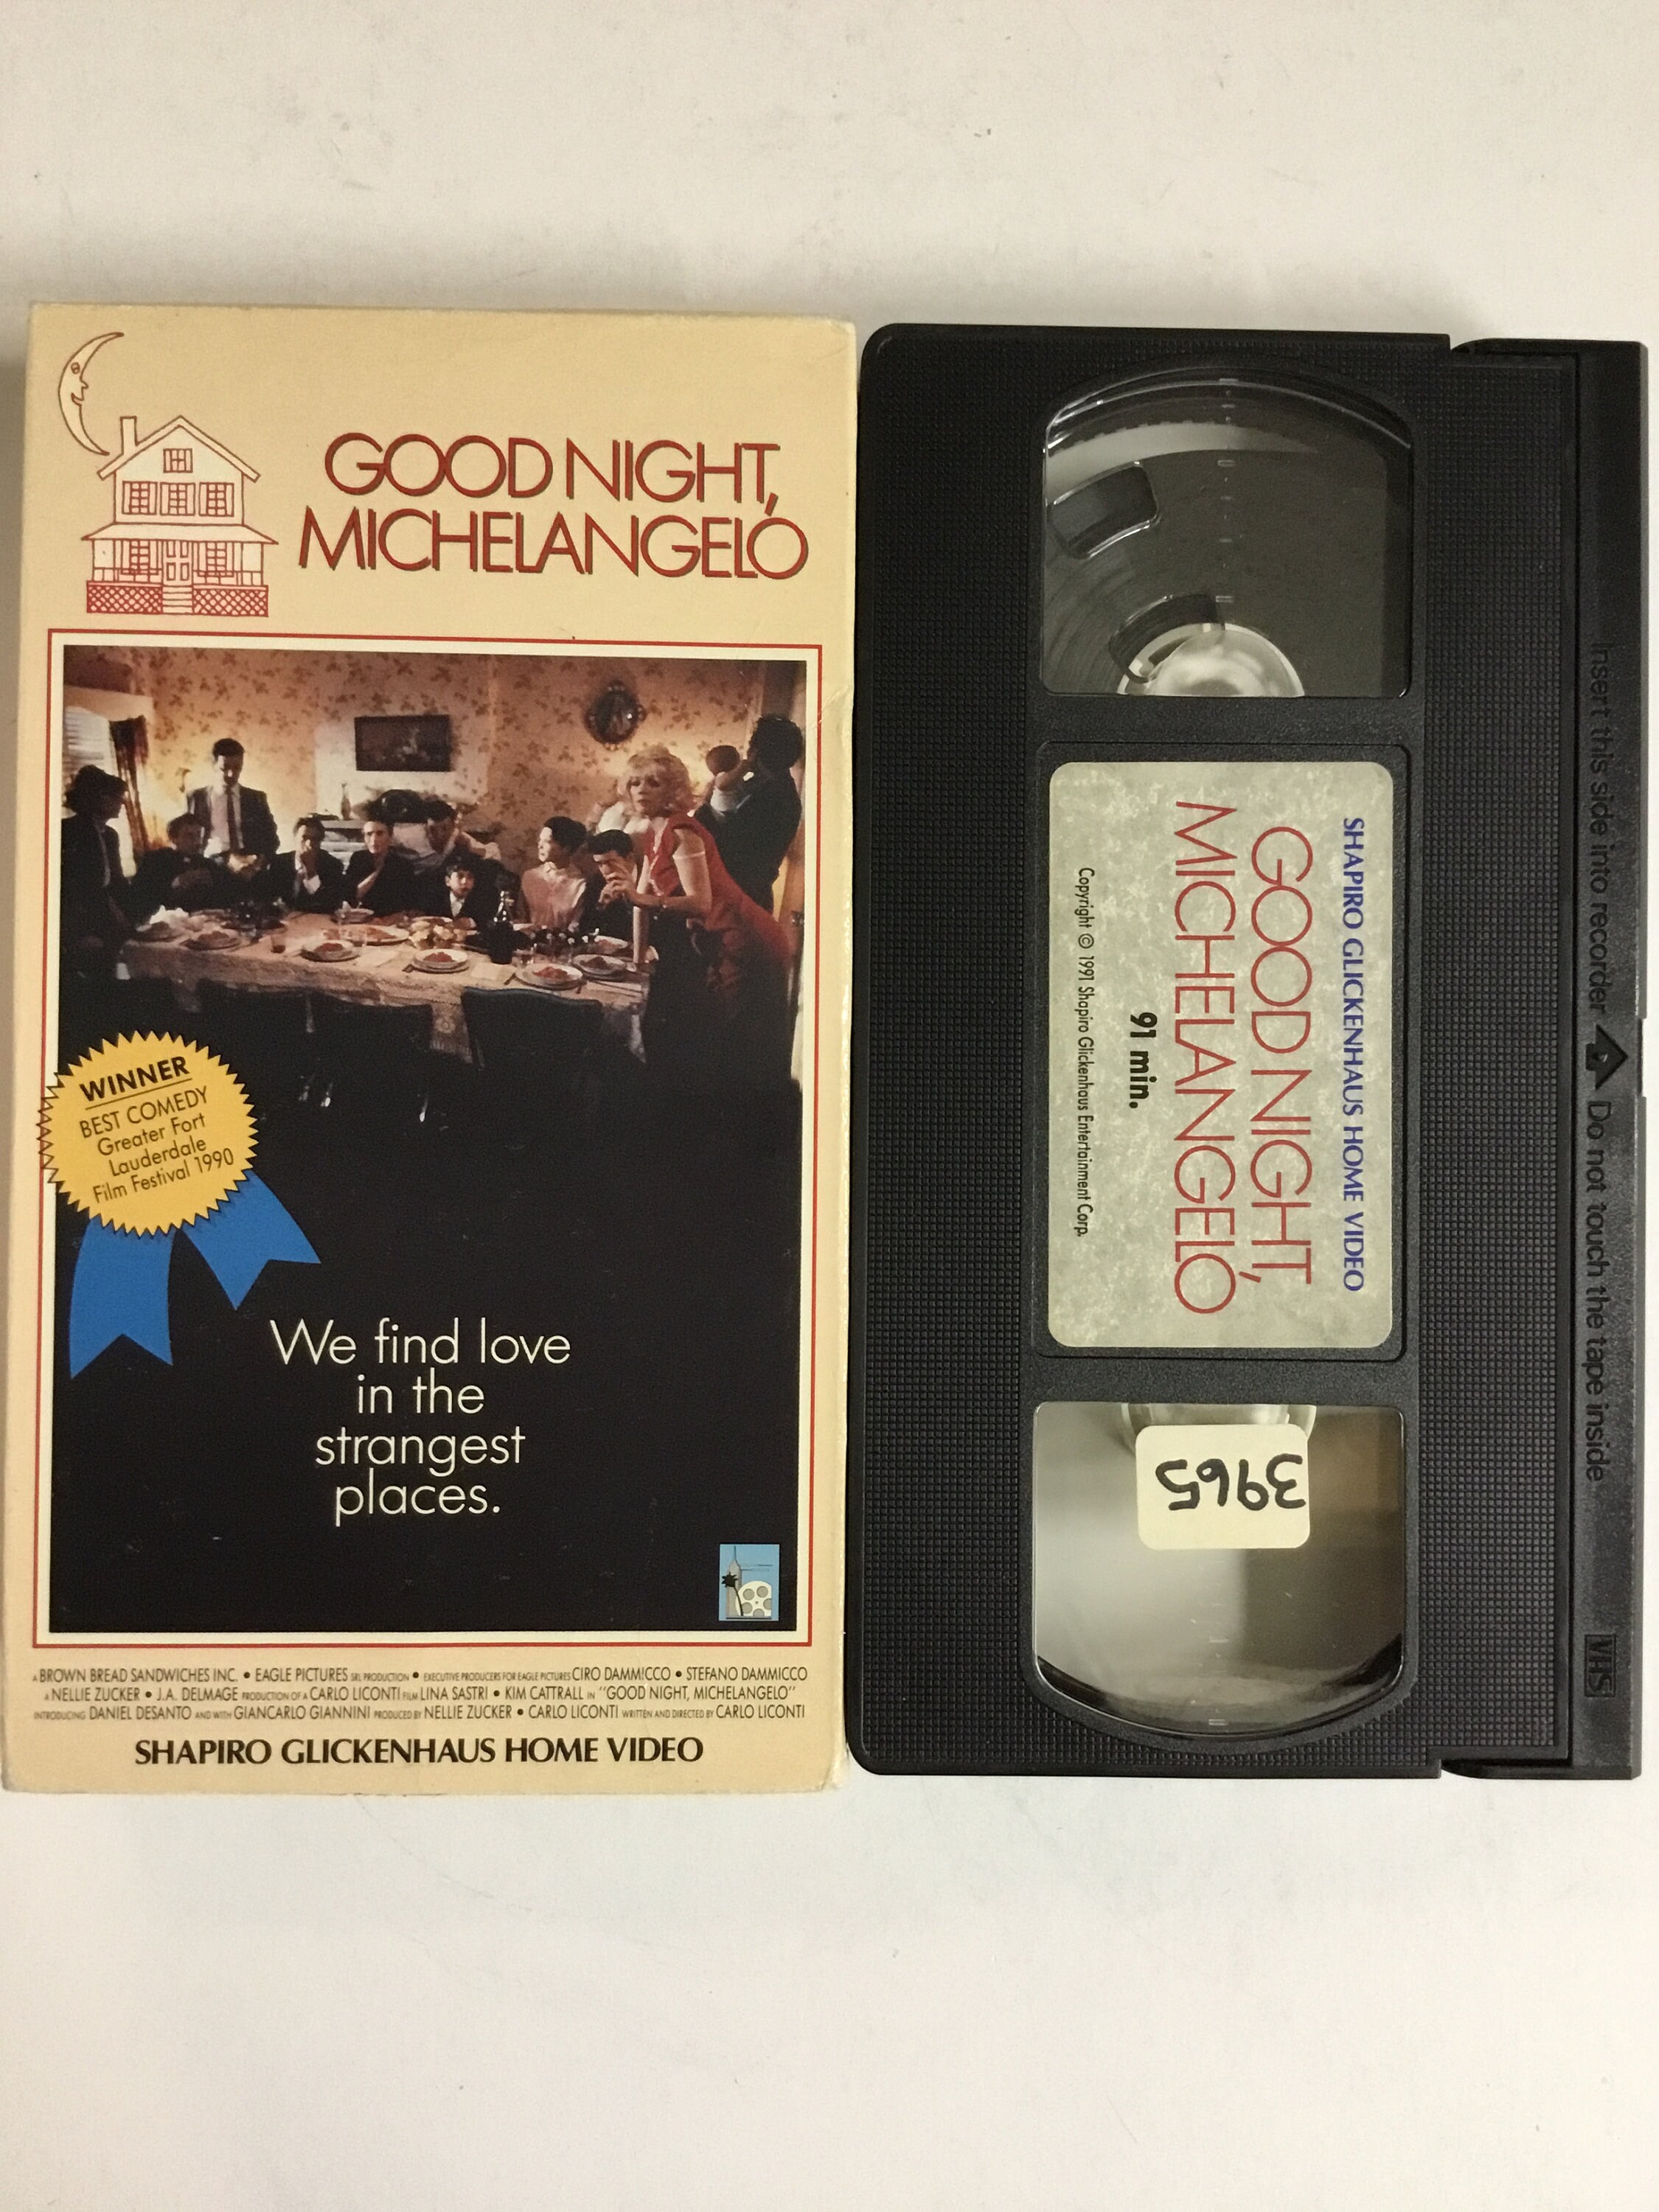 GOOD NIGHT,
MICHELANGELO
WINNER
BEST COMEDY
Greater Fort
Lauderdale
Film Festival 1990
We find love
in the
strangest
places.
A BROWN BREAD SANDWICHES INC. • EAGLE PICTURES SRL PRODUCTION • EXECUTIVE PRODUCERS FOR EAGLE PICTURES CIRO DAMMICCO • STEFANO DAMMICCO
A NELLIE ZUCKER • J.A. DELMAGE PRODUCTION OF A CARLO LICONTI FILM LINA SASTRI • KIM CATTRALL IN "GOOD NIGHT, MICHELANGELO"
INTRODUCING DANIEL DESANTO AND WITH GIANCARLO GIANNINI PRODUCED BY NELLIE ZUCKER • CARLO LICONTI WRITTEN AND DIRECTED BY CARLO LICONTI
SHAPIRO GLICKENHAUS HOME VIDEO
SHAPIRO GLICKENHAUS HOME VIDEO
GOOD NIGHT,
MICHELANGELO
91 min.
Copyright © 1991 Shapiro Glickenhaus Entertainment Corp.
3965
Insert this side into recorder Do not touch the tape inside
VHS